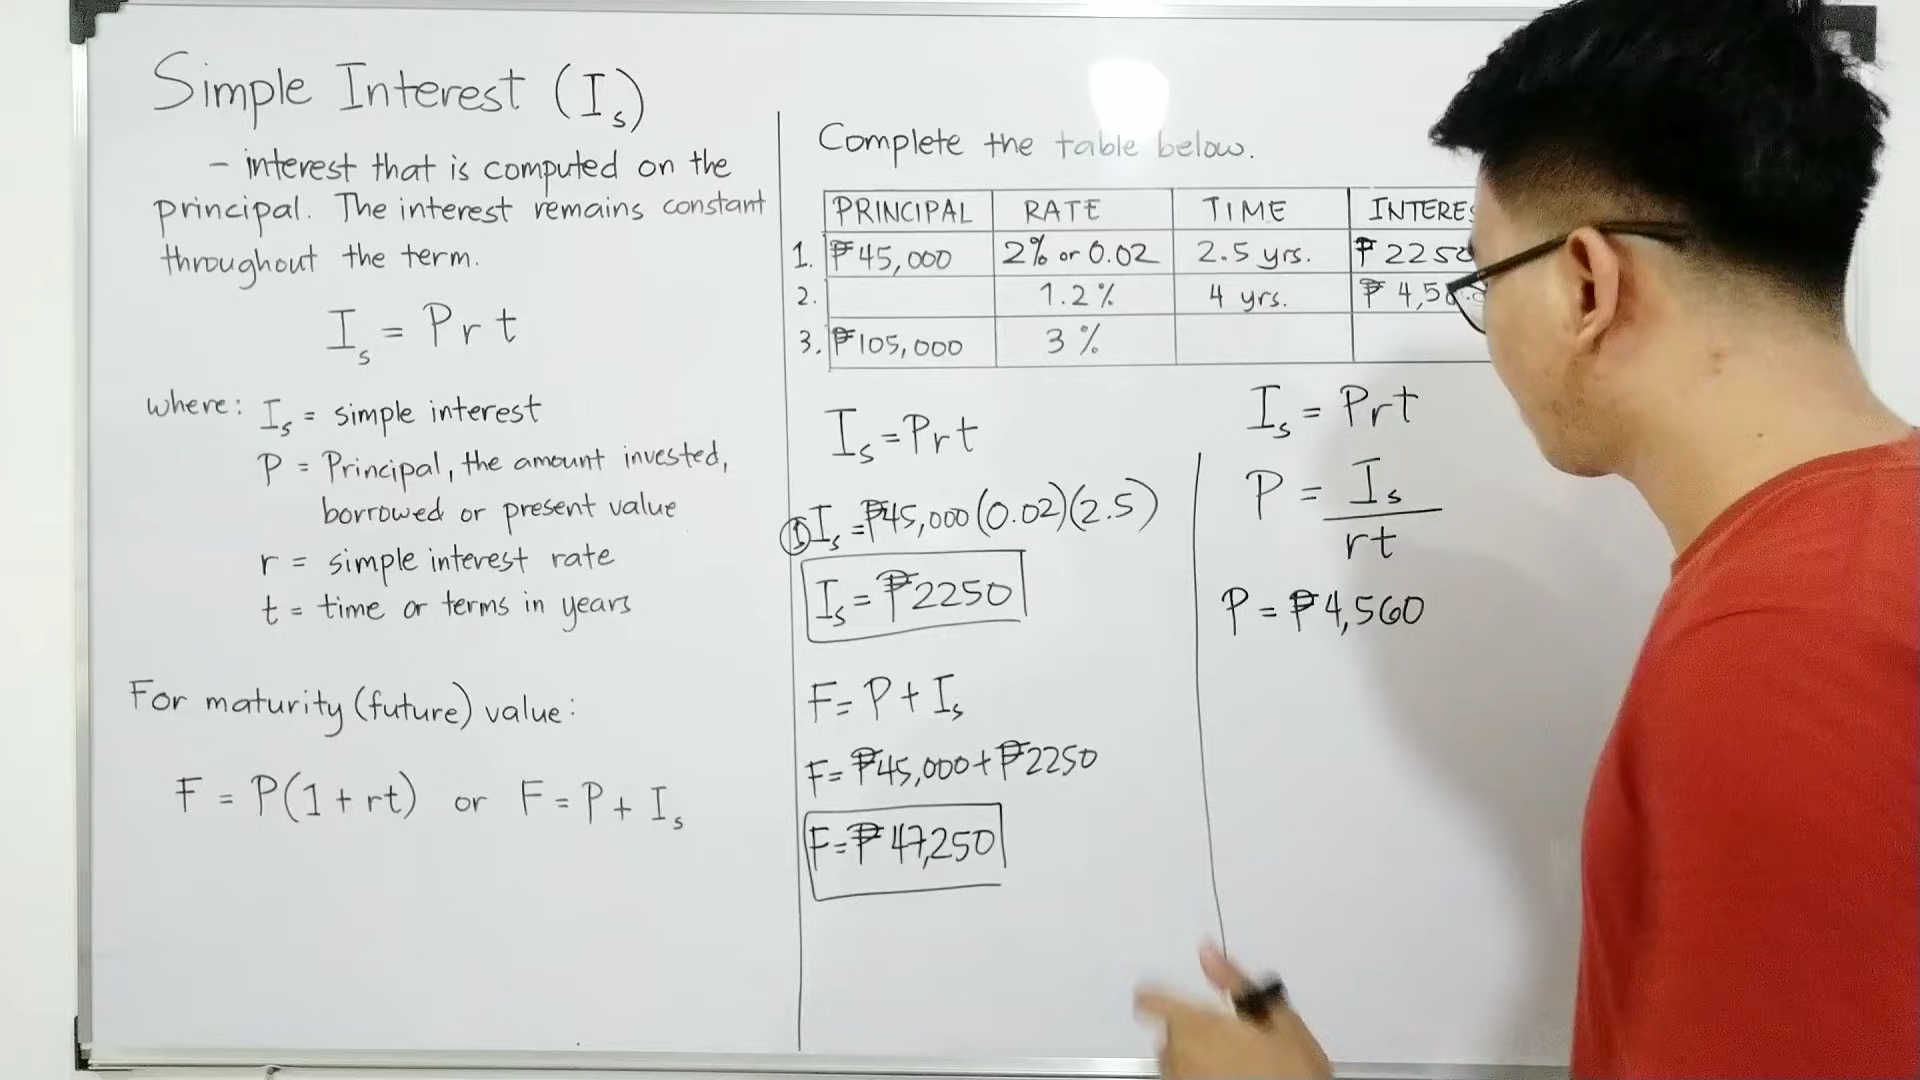 Simple Interest (Is)
- interest that is computed on the
principal. The interest remains constant
throughout the term.
Is = Prt
where: Is = simple interest
P = Principal, the amount invested,
borrowed or present value
r = simple interest rate
t = time or terms in years
For maturity (future) value:
F = P(1 + rt) or F = P + Is
Complete the table below.
PRINCIPAL RATE TIME
1. ₱45,000 2% or 0.02 2.5 yrs. ₱2250
2. 1.2% 4 yrs.
3. ₱105,000 3%
Is = Prt
① Is = ₱45,000(0.02)(2.5)
Is = ₱2250
F = P + Is
F = ₱45,000 + ₱2250
F = ₱47,250
Is = Prt
P = Is
rt
P = ₱4,560